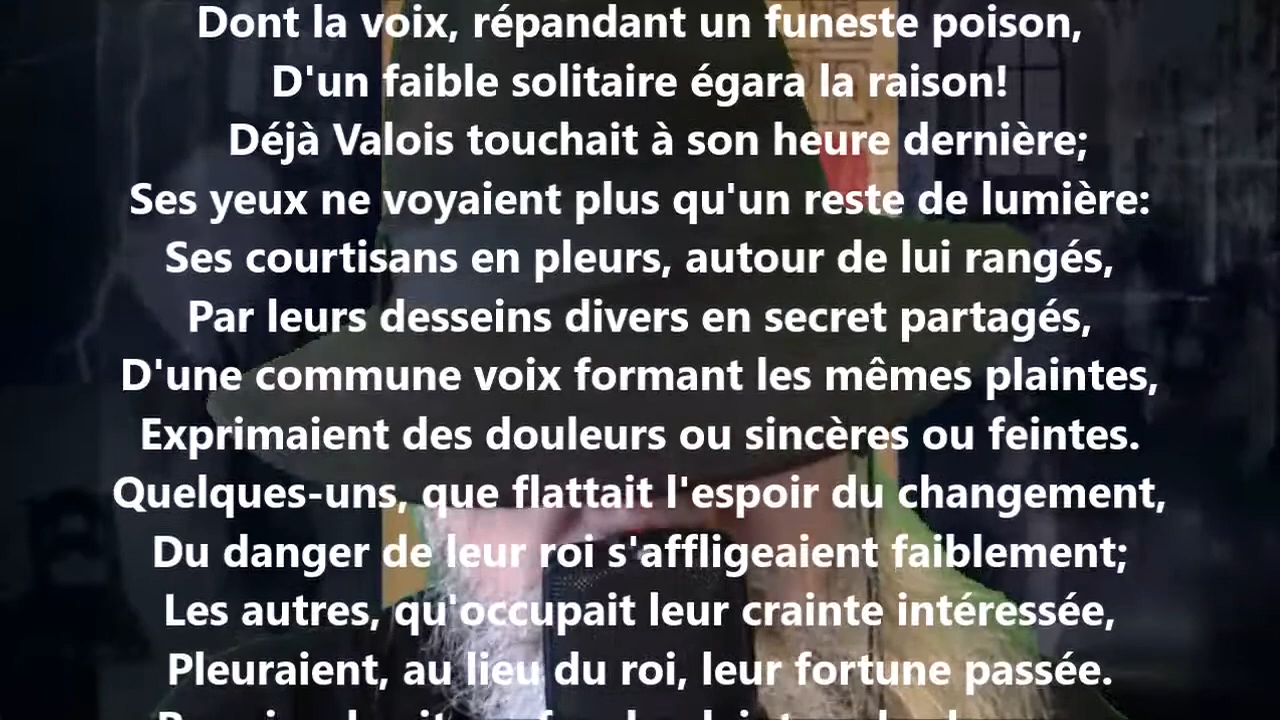 Dont la voix, répandant un funeste poison,
D'un faible solitaire égara la raison!
Déjà Valois touchait à son heure dernière;
Ses yeux ne voyaient plus qu'un reste de lumière:
Ses courtisans en pleurs, autour de lui rangés,
Par leurs desseins divers en secret partagés,
D'une commune voix formant les mêmes plaintes,
Exprimaient des douleurs ou sincères ou feintes.
Quelques-uns, que flattait l'espoir du changement,
Du danger de leur roi s'affligeaient faiblement;
Les autres, qu'occupait leur crainte intéressée,
Pleuraient, au lieu du roi, leur fortune passée.